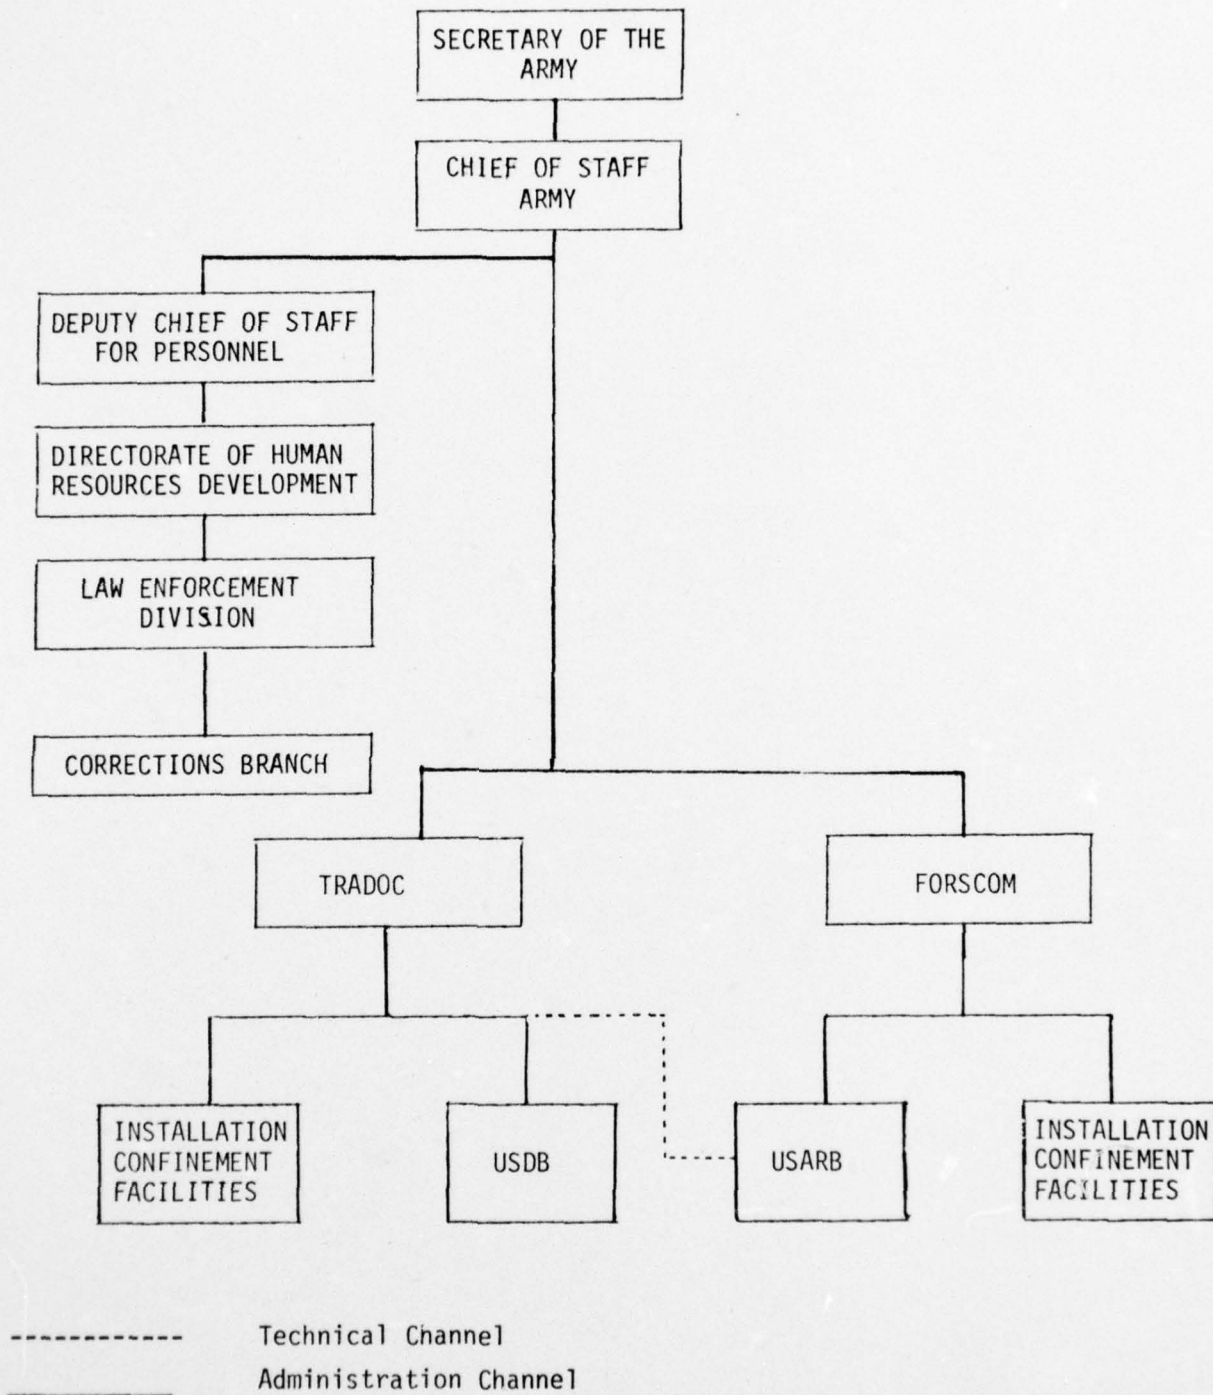 SECRETARY OF THE
ARMY
CHIEF OF STAFF
ARMY
DEPUTY CHIEF OF STAFF
FOR PERSONNEL
DIRECTORATE OF HUMAN
RESOURCES DEVELOPMENT
LAW ENFORCEMENT
DIVISION
CORRECTIONS BRANCH
TRADOC
FORSCOM
INSTALLATION
CONFINEMENT
FACILITIES
USDB
USARB
INSTALLATION
CONFINEMENT
FACILITIES
Technical Channel
Administration Channel